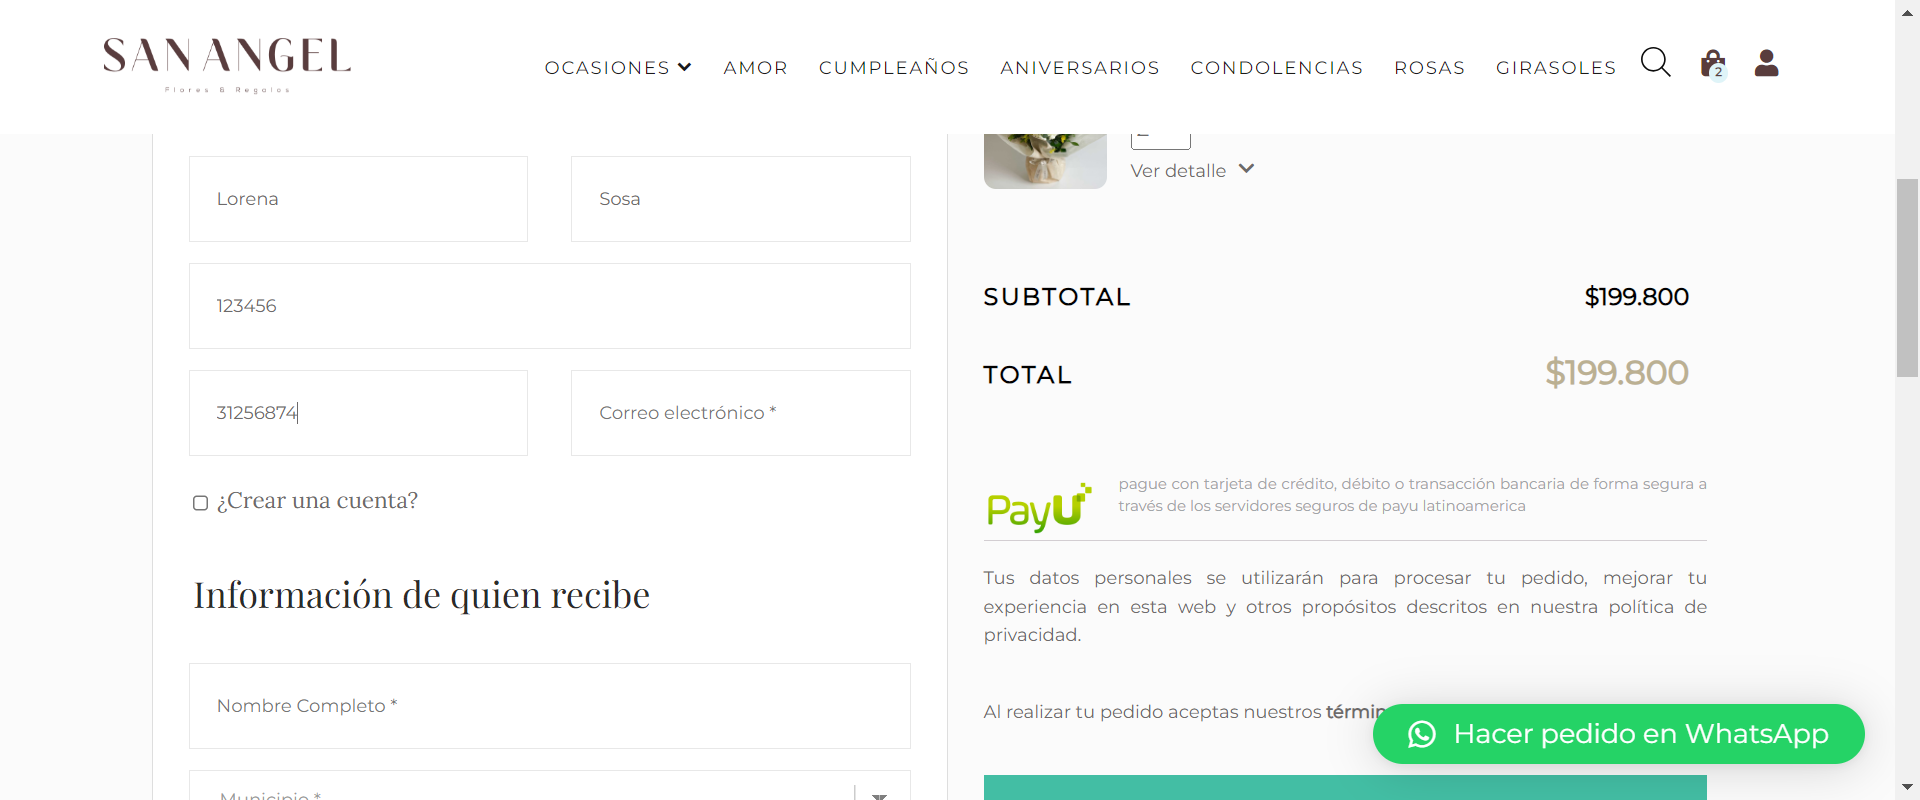 SAN ANGEL
Flores & Regalos
OCASIONES
AMOR
CUMPLEAÑOS
ANIVERSARIOS
CONDOLENCIAS
ROSAS
GIRASOLES
2
Lorena
Sosa
123456
31256874
Correo electrónico *
¿Crear una cuenta?
Información de quien recibe
Nombre Completo *
Municipio *
Ver detalle
SUBTOTAL
$199.800
TOTAL
$199.800
PayU
pague con tarjeta de crédito, débito o transacción bancaria de forma segura a
través de los servidores seguros de payu latinoamerica
Tus datos personales se utilizarán para procesar tu pedido, mejorar tu
experiencia en esta web y otros propósitos descritos en nuestra política de
privacidad.
Al realizar tu pedido aceptas nuestros términ
Hacer pedido en WhatsApp